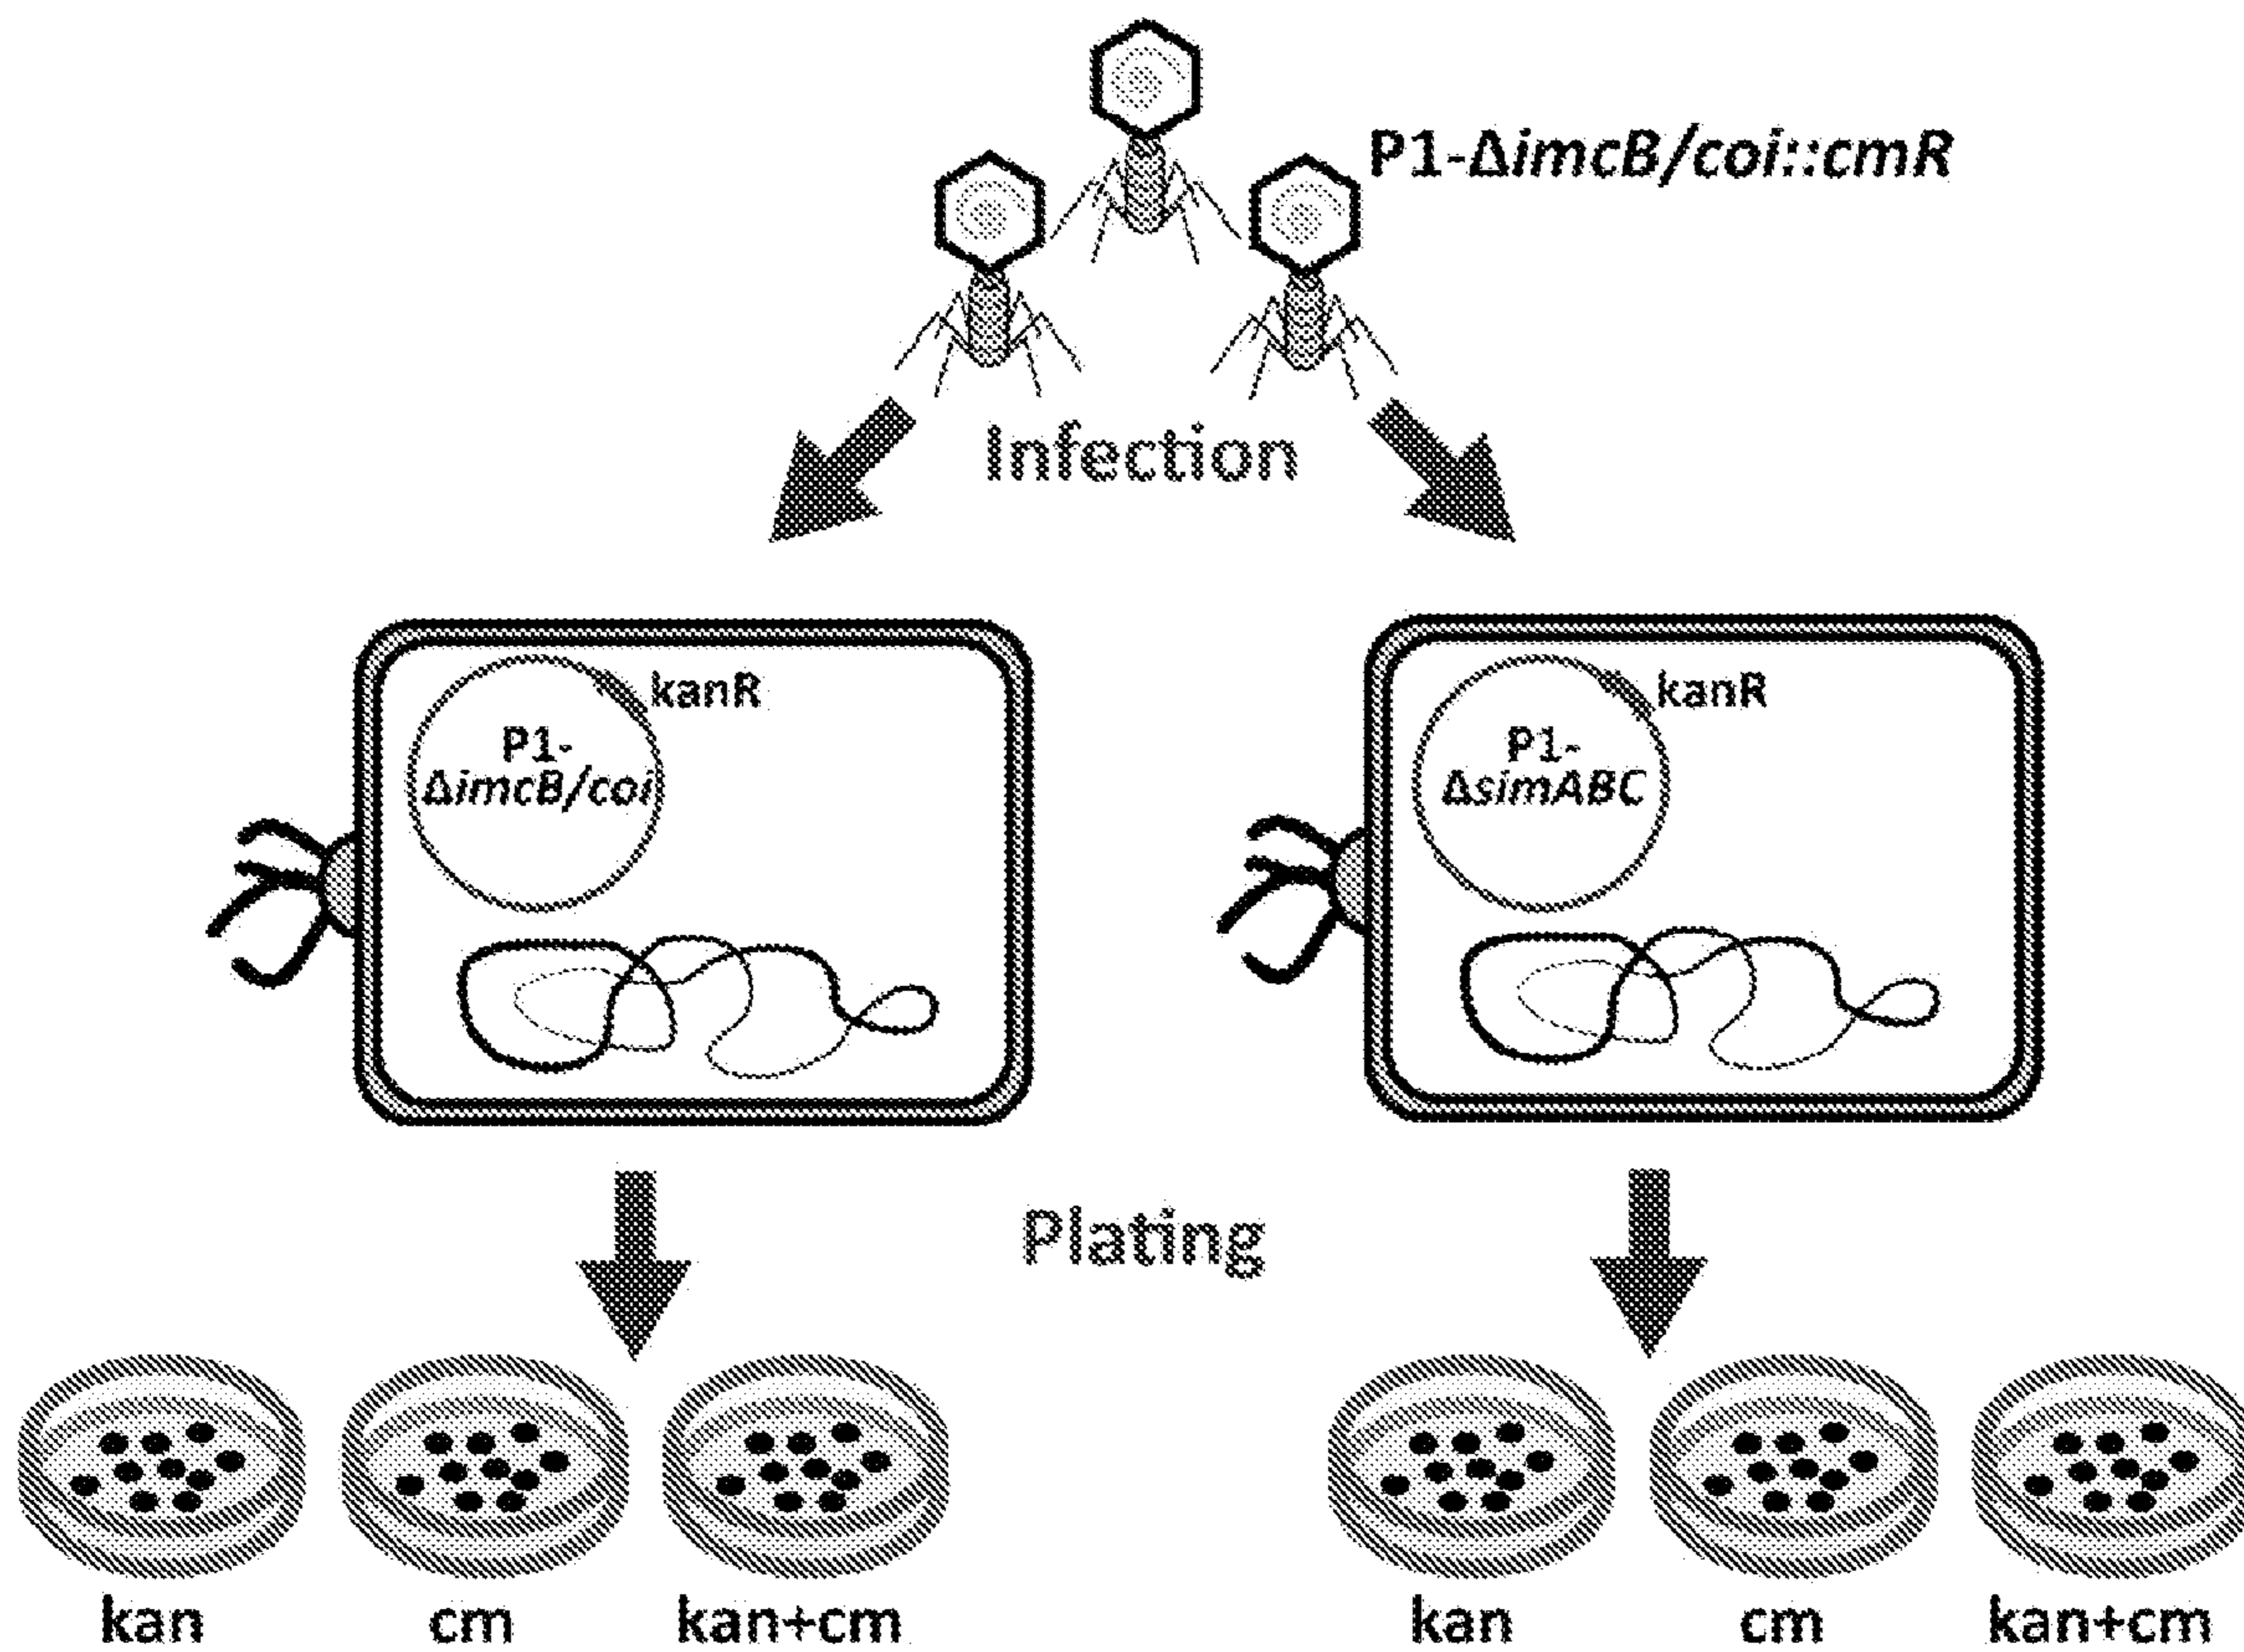 P1-ΔimcB/coi::cmR
Infection
kanR
P1-
ΔimcB/coi
kanR
P1-
ΔsimABC
Plating
kan
cm
kan+cm
kan
cm
kan+cm